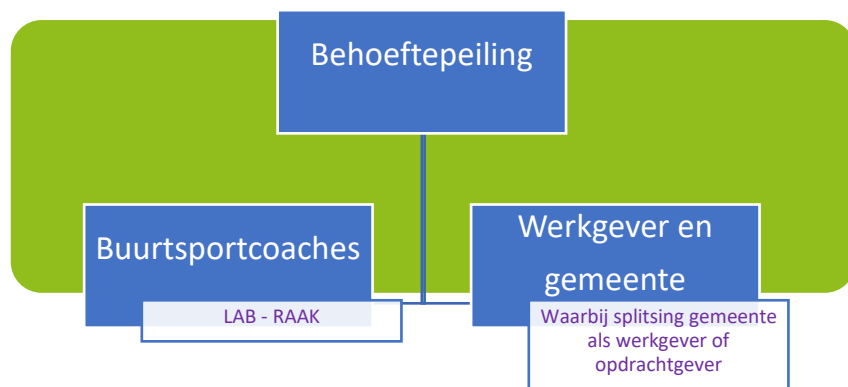 Behoeftepeiling
Buurtsportcoaches
LAB - RAAK
Werkgever en
gemeente
Waarbij splitsing gemeente
als werkgever of
opdrachtgever